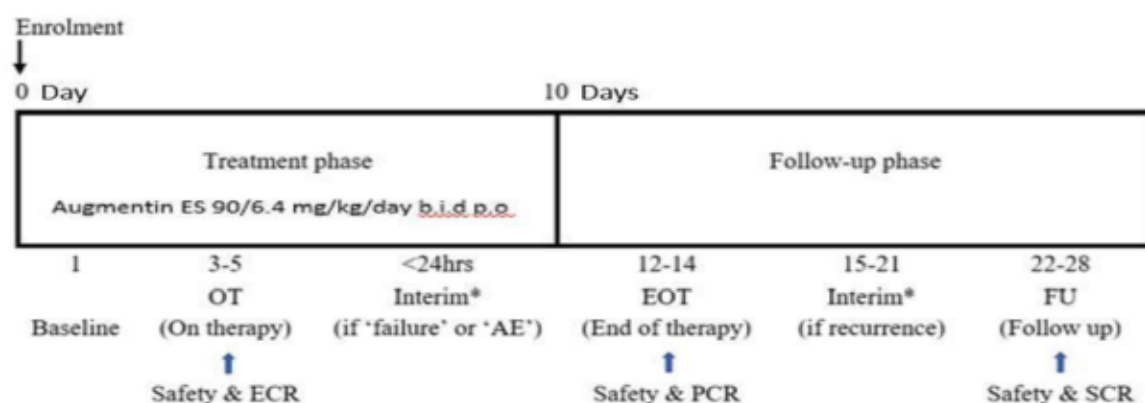 Enrolment
0 Day 10 Days
Treatment phase Follow-up phase
Augmentin ES 90/6.4 mg/kg/day b.i.d p.o
1 3-5 <24hrs 12-14 15-21 22-28
OT Interim* EOT Interim* FU
Baseline (On therapy) (if ‘failure’ or ‘AE’) (End of therapy) (if recurrence) (Follow up)
Safety & ECR Safety & PCR Safety & SCR